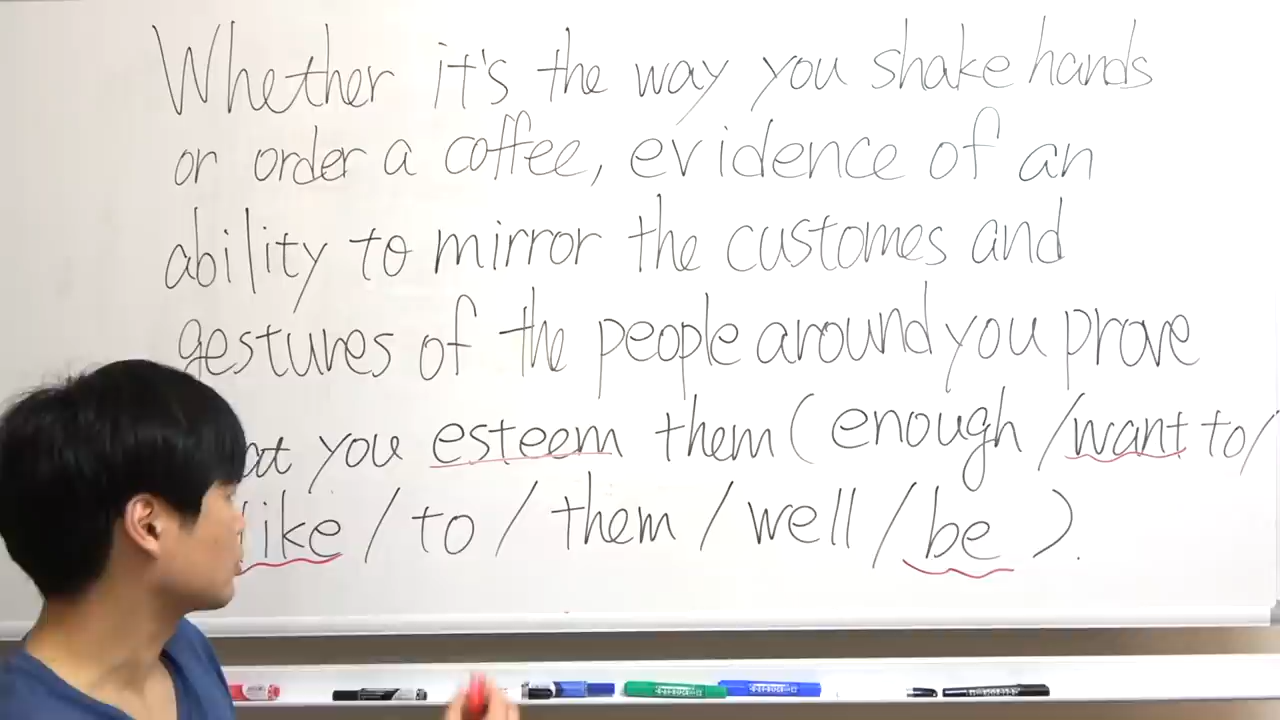 Whether it's the way you shake hands
or order a coffee, evidence of an
ability to mirror the customes and
gestures of the people around you prove
you esteem them (enough / want to /
like / to / them / well / be ).